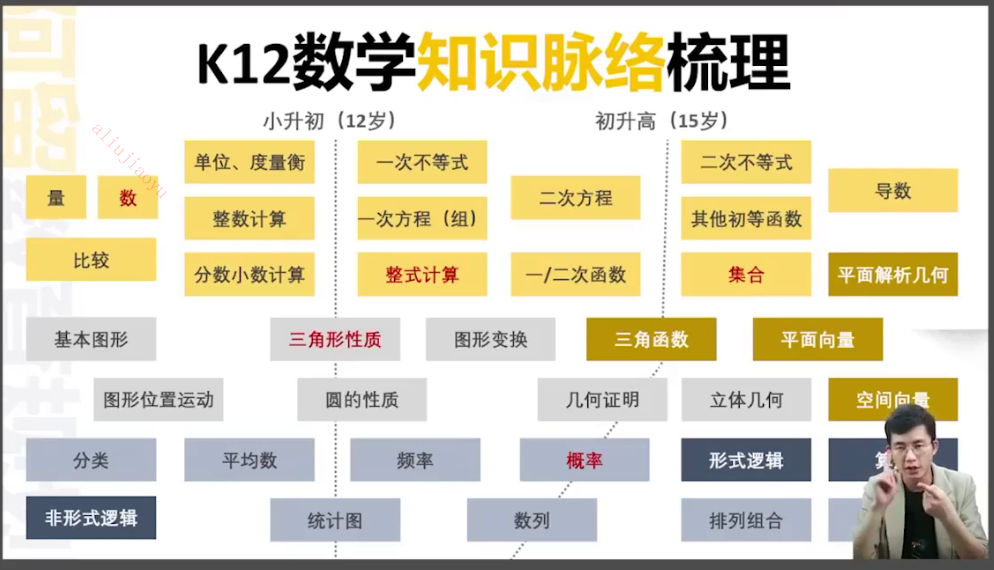 K12数学知识脉络梳理
小升初（12岁）
初升高（15岁）
aliujiaoyu
单位、度量衡
一次不等式
二次不等式
量
数
二次方程
导数
整数计算
一次方程（组）
其他初等函数
比较
分数小数计算
整式计算
一/二次函数
集合
平面解析几何
基本图形
三角形性质
图形变换
三角函数
平面向量
图形位置运动
圆的性质
几何证明
立体几何
空间向量
分类
平均数
频率
概率
形式逻辑
非形式逻辑
统计图
数列
排列组合